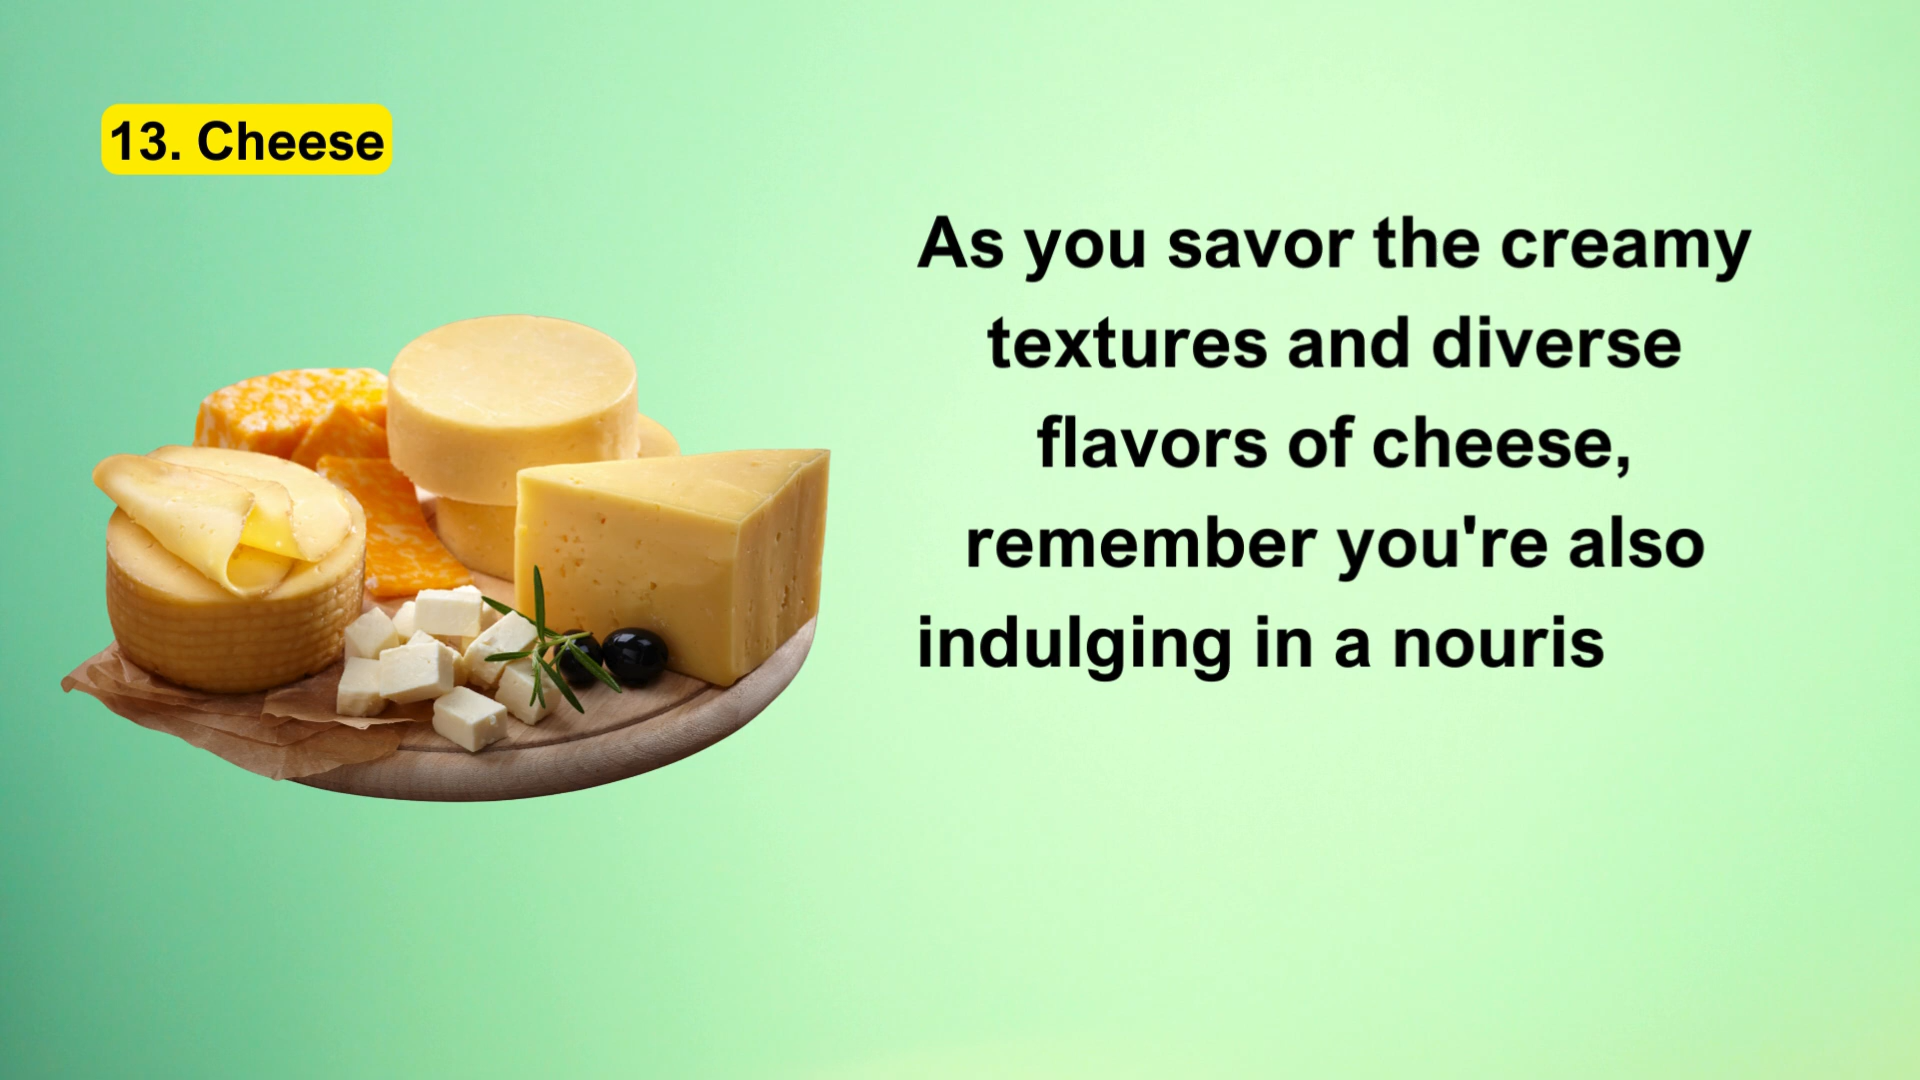 13. Cheese
As you savor the creamy
textures and diverse
flavors of cheese,
remember you're also
indulging in a nouris